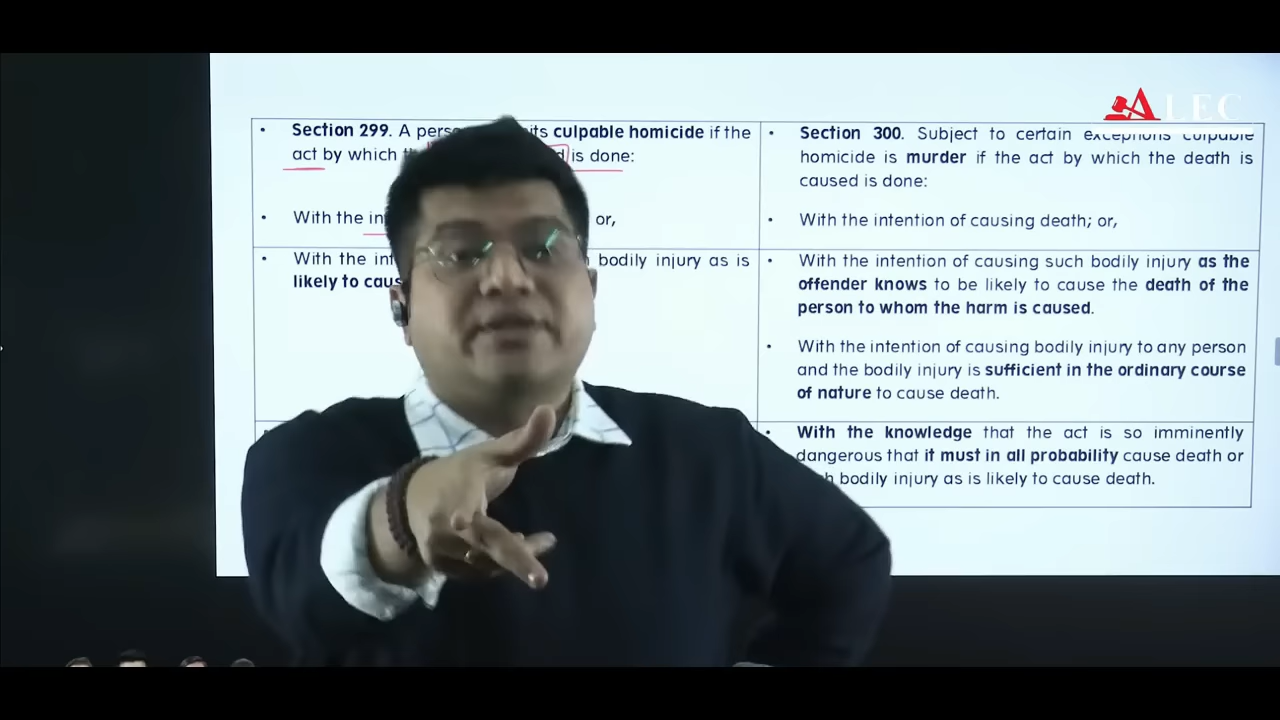 ALEC
Section 299. A culpable homicide if the
act by which is done:
With the or,
With the bodily injury as is
likely to
Section 300. Subject to certain exceptions culpable
homicide is murder if the act by which the death is
caused is done:
With the intention of causing death; or,
With the intention of causing such bodily injury as the
offender knows to be likely to cause the death of the
person to whom the harm is caused.
With the intention of causing bodily injury to any person
and the bodily injury is sufficient in the ordinary course
of nature to cause death.
With the knowledge that the act is so imminently
dangerous that it must in all probability cause death or
bodily injury as is likely to cause death.